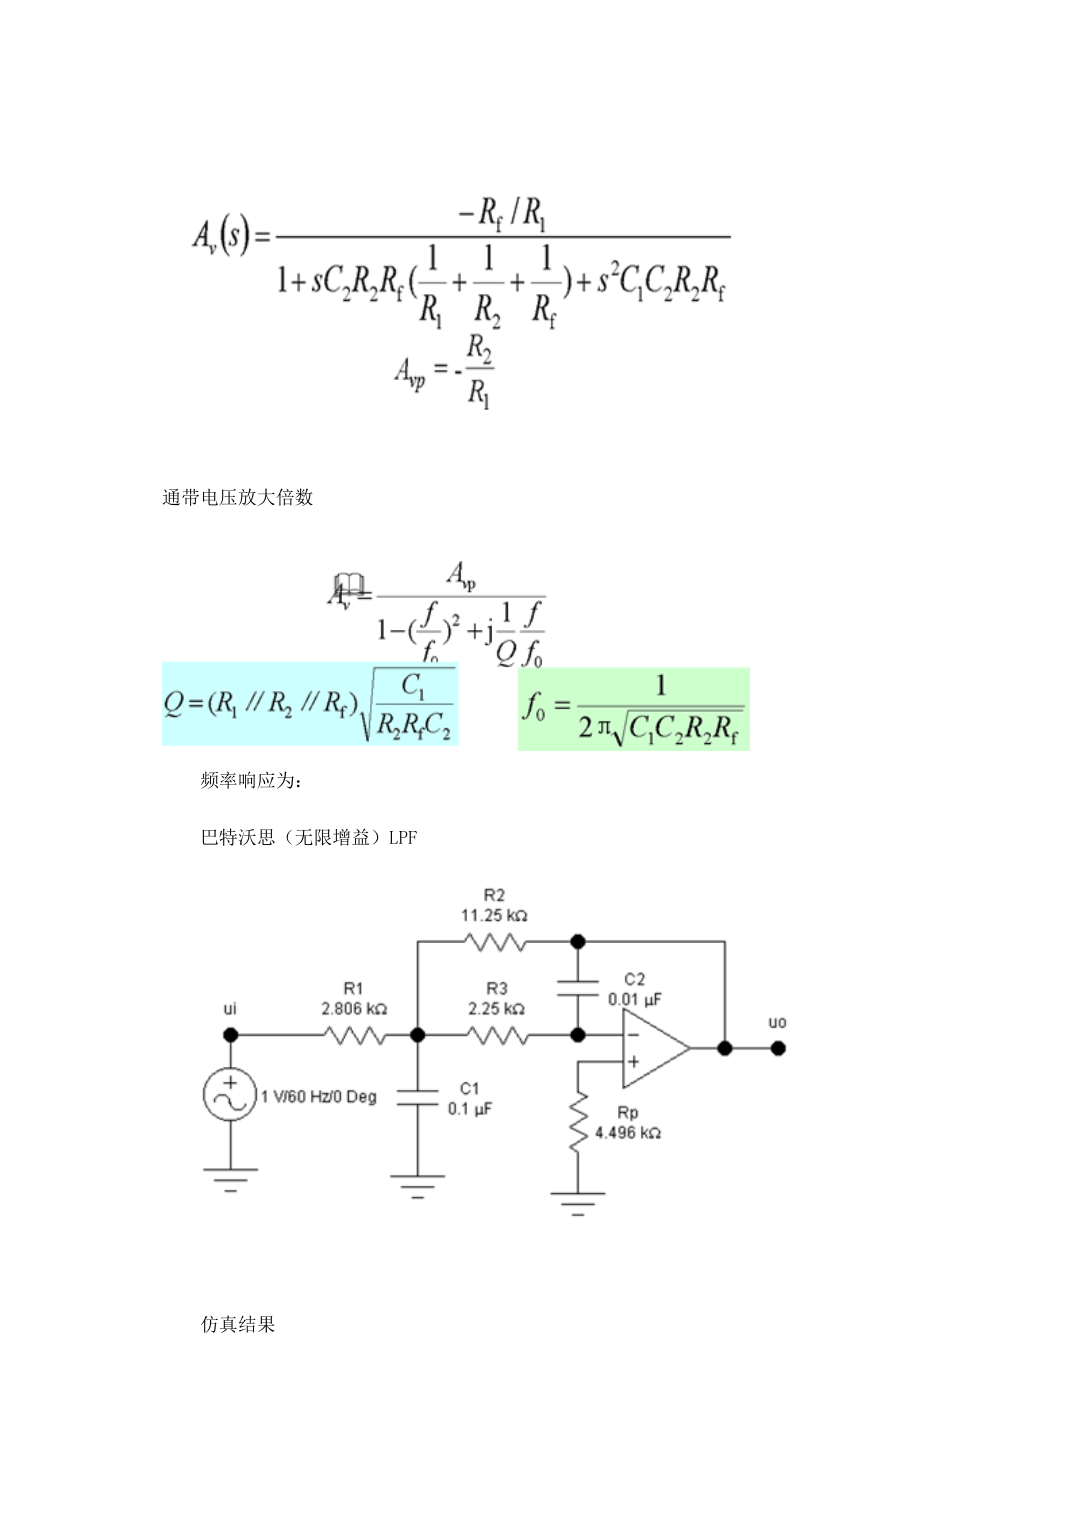 A_v(s) = (−R_f / R_1) / (1 + sC_2R_2R_f(1/R_1 + 1/R_2 + 1/R_f) + s²C_1C_2R_2R_f)
A_vp = - R_2/R_1
通带电压放大倍数
A_v = A_vp / (1−(f/f_0)² + j (1/Q) (f/f_0))
Q = (R_1 // R_2 // R_f) √(C_1 / (R_2R_fC_2))
f_0 = 1 / (2π√(C_1C_2R_2R_f))
频率响应为：
巴特沃思（无限增益）LPF
R2
11.25 kΩ
R1
2.806 kΩ
R3
2.25 kΩ
C2
0.01 µF
ui
uo
1 V/60 Hz/0 Deg
C1
0.1 µF
Rp
4.496 kΩ
仿真结果